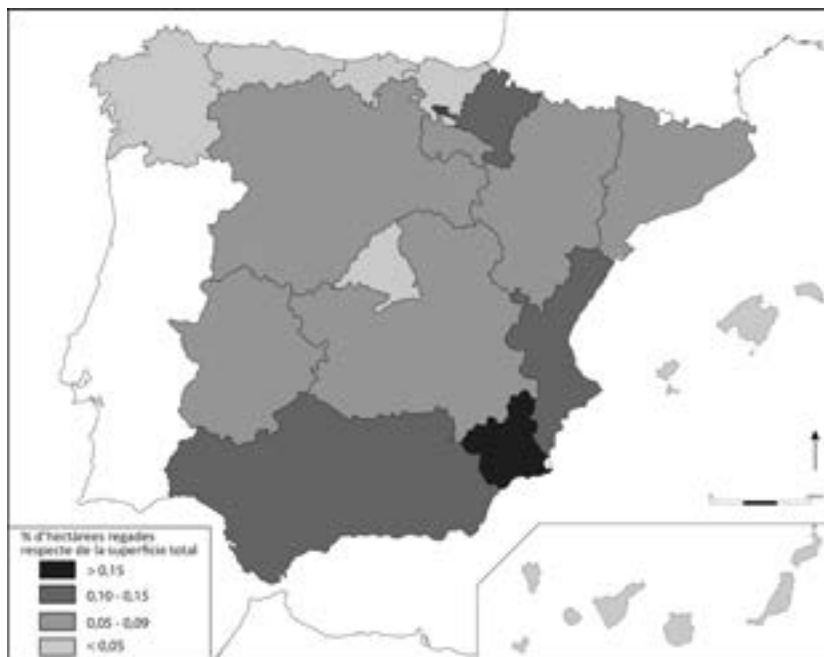 % d'hectàrees regades
respecte de la superfície total
> 0,15
0,10 - 0,15
0,05 - 0,09
< 0,05